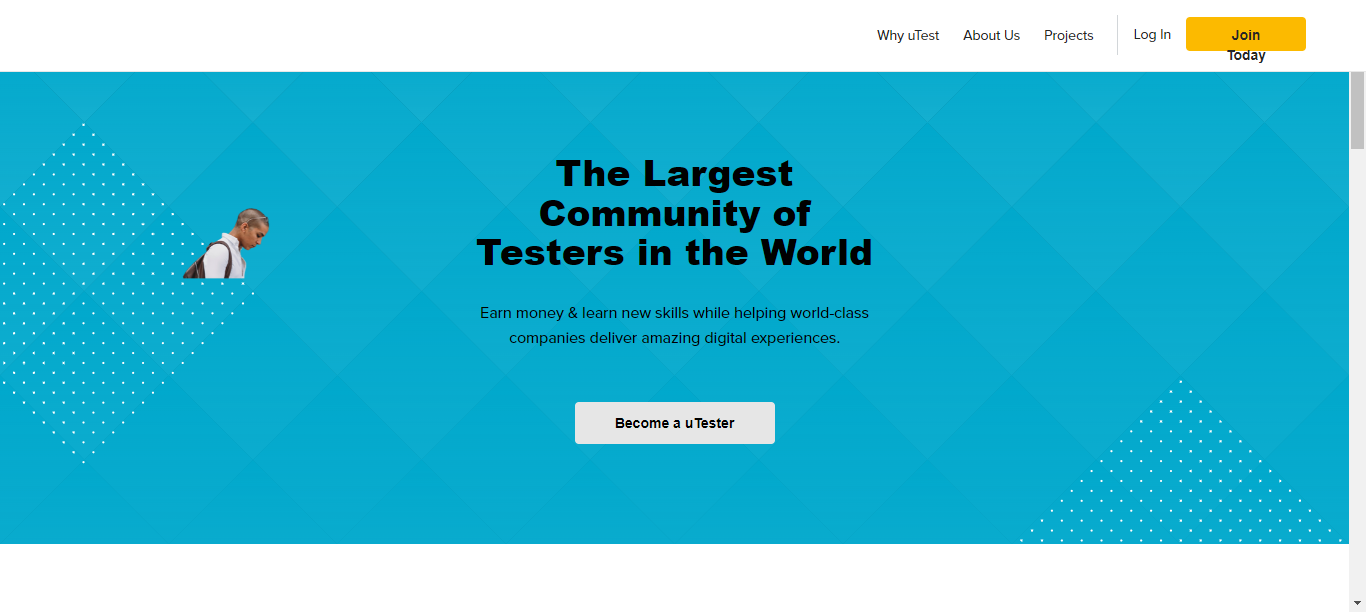 Why uTest About Us Projects Log In Join
Today
The Largest
Community of
Testers in the World
Earn money & learn new skills while helping world-class
companies deliver amazing digital experiences.
Become a uTester